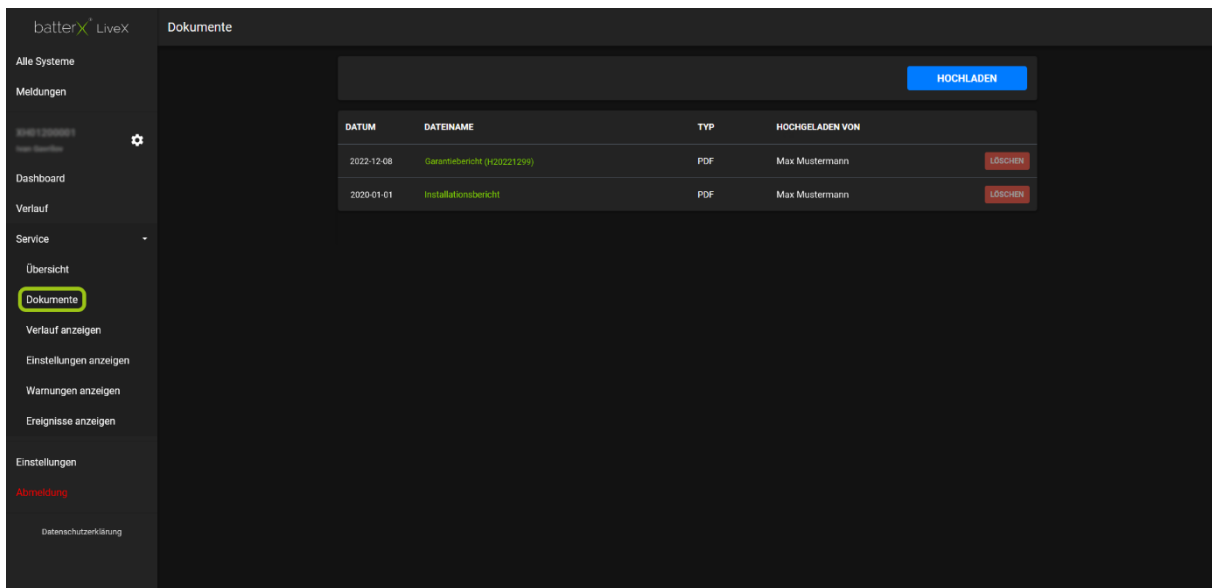 batterX LiveX
Dokumente
Alle Systeme
Meldungen
Dashboard
Verlauf
Service
Übersicht
Dokumente
Verlauf anzeigen
Einstellungen anzeigen
Warnungen anzeigen
Ereignisse anzeigen
Einstellungen
Abmeldung
Datenschutzerklärung
HOCHLADEN
DATUM DATEINAME TYP HOCHGELADEN VON
2022-12-08 Garantiebericht (H20221299) PDF Max Mustermann LÖSCHEN
2020-01-01 Installationsbericht PDF Max Mustermann LÖSCHEN